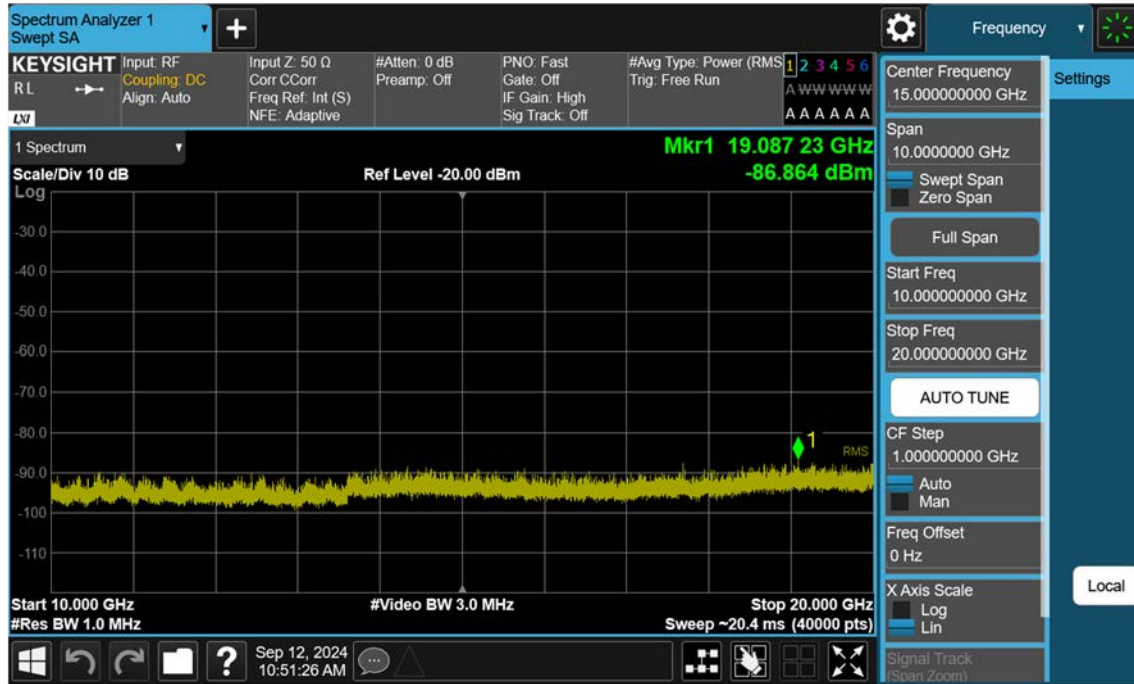 Spectrum Analyzer 1
Swept SA
+
Frequency
KEYSIGHT
R L
LXI
Input: RF
Coupling: DC
Align: Auto
Input Z: 50 Ω
Corr CCorr
Freq Ref: Int (S)
NFE: Adaptive
#Atten: 0 dB
Preamp: Off
PNO: Fast
Gate: Off
IF Gain: High
Sig Track: Off
#Avg Type: Power (RMS
Trig: Free Run
1 2 3 4 5 6
A W W W W W
A A A A A A
1 Spectrum
Scale/Div 10 dB
Ref Level -20.00 dBm
Mkr1 19.087 23 GHz
-86.864 dBm
Log
-30.0
-40.0
-50.0
-60.0
-70.0
-80.0
-90.0
-100
-110
1
RMS
Start 10.000 GHz
#Video BW 3.0 MHz
Stop 20.000 GHz
#Res BW 1.0 MHz
Sweep ~20.4 ms (40000 pts)
Center Frequency
15.000000000 GHz
Settings
Span
10.0000000 GHz
Swept Span
Zero Span
Full Span
Start Freq
10.000000000 GHz
Stop Freq
20.000000000 GHz
AUTO TUNE
CF Step
1.000000000 GHz
Auto
Man
Freq Offset
0 Hz
X Axis Scale
Log
Lin
Local
Signal Track
(Span Zoom)
?
Sep 12, 2024
10:51:26 AM